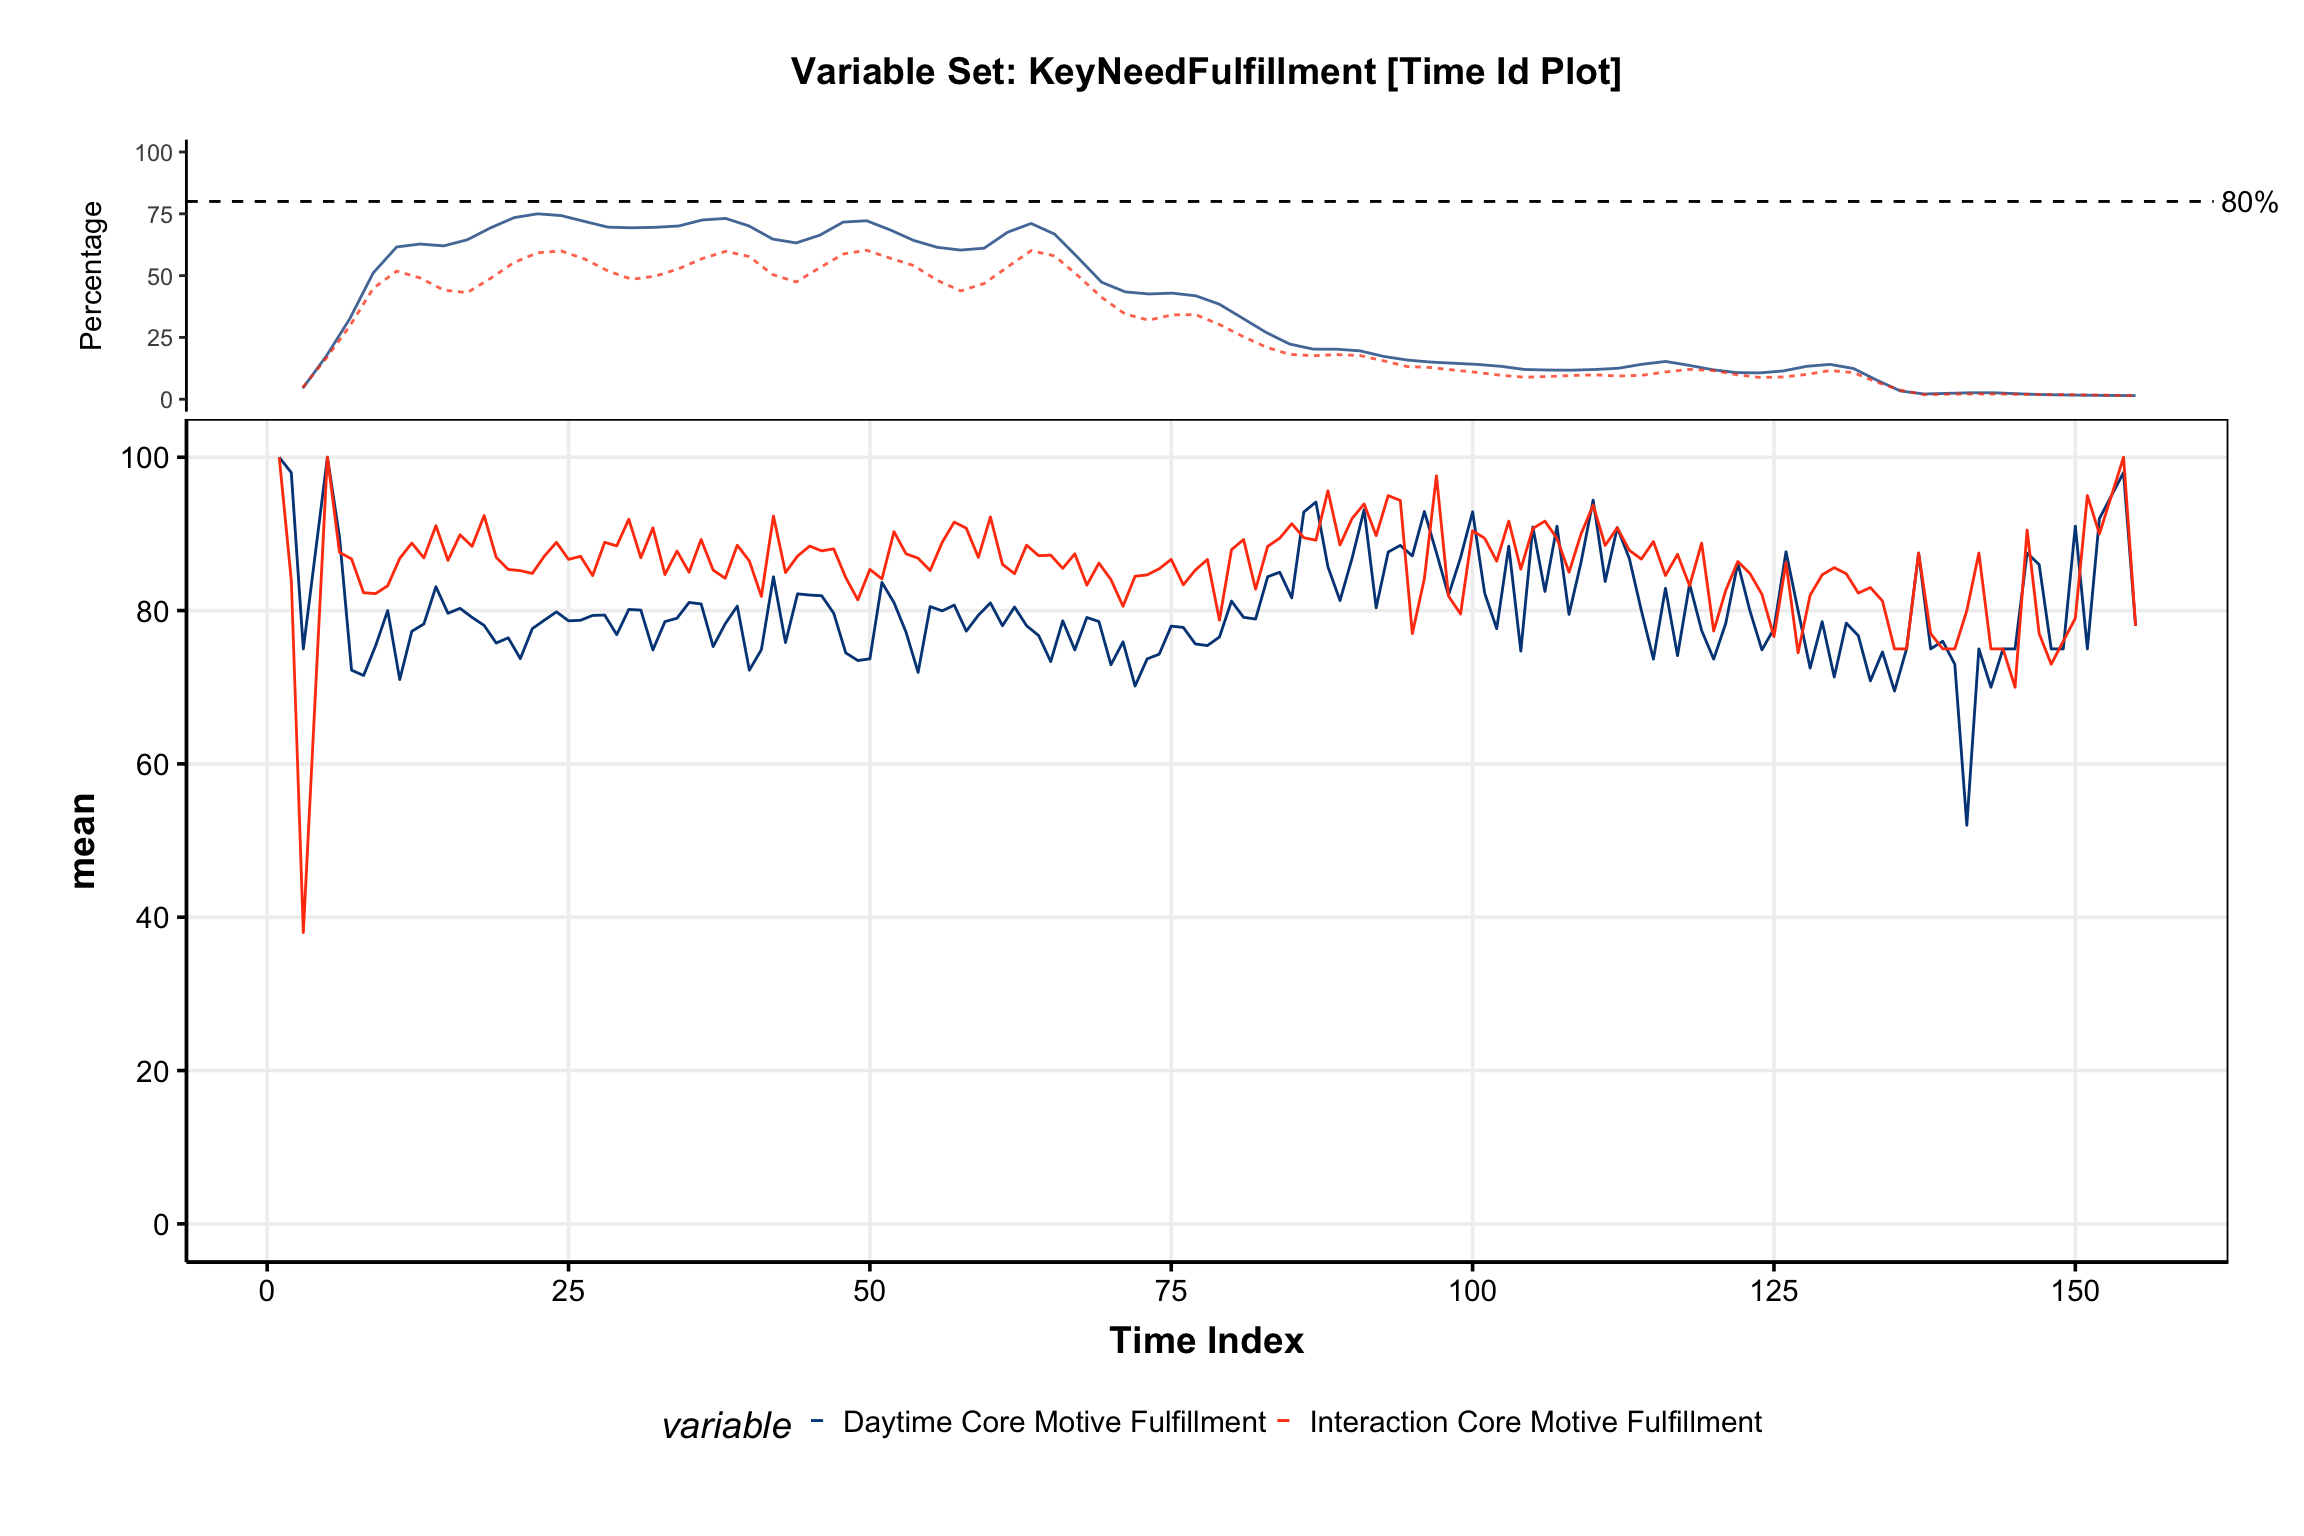 Variable Set: KeyNeedFulfillment [Time Id Plot]
Percentage
100
75
50
25
0
80%
mean
100
80
60
40
20
0
0 25 50 75 100 125 150
Time Index
variable Daytime Core Motive Fulfillment Interaction Core Motive Fulfillment